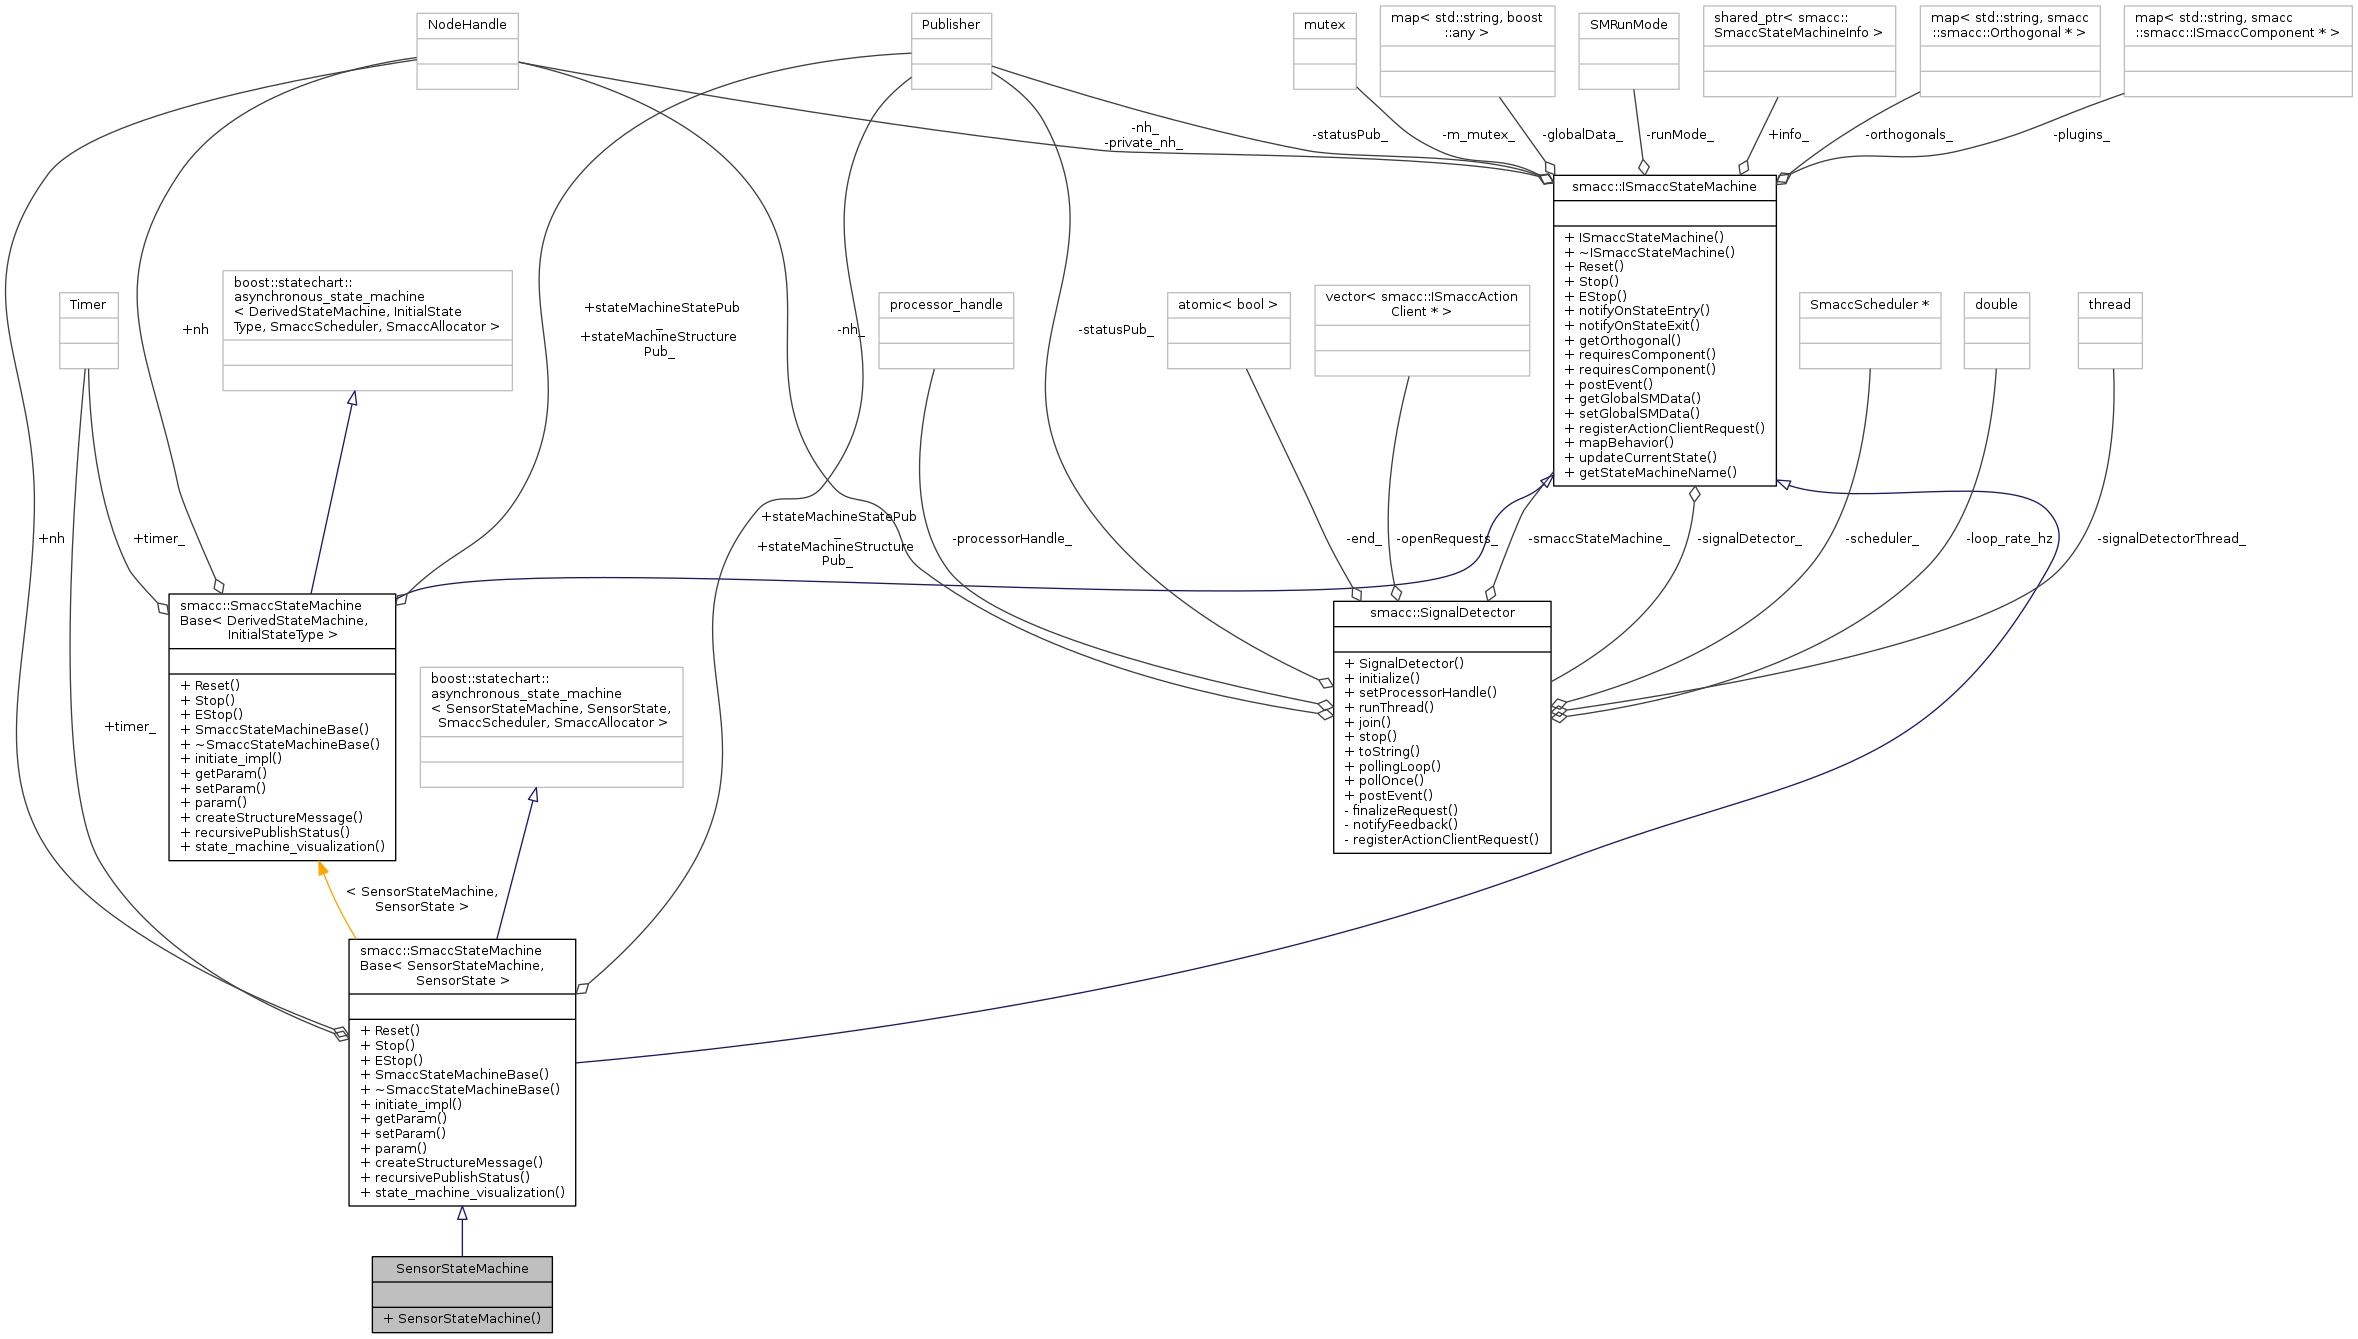 NodeHandle
Publisher
mutex
map< std::string, boost
::any >
SMRunMode
shared_ptr< smacc::
SmaccStateMachineInfo >
map< std::string, smacc
::smacc::Orthogonal * >
map< std::string, smacc
::smacc::ISmaccComponent * >
-nh_
-private_nh_
-statusPub_
-m_mutex_
-globalData_
-runMode_
+info_
-orthogonals_
-plugins_
smacc::ISmaccStateMachine
+ ISmaccStateMachine()
+ ~ISmaccStateMachine()
+ Reset()
+ Stop()
+ EStop()
+ notifyOnStateEntry()
+ notifyOnStateExit()
+ getOrthogonal()
+ requiresComponent()
+ requiresComponent()
+ postEvent()
+ getGlobalSMData()
+ setGlobalSMData()
+ registerActionClientRequest()
+ mapBehavior()
+ updateCurrentState()
+ getStateMachineName()
Timer
+nh
boost::statechart::
asynchronous_state_machine
< DerivedStateMachine, InitialState
Type, SmaccScheduler, SmaccAllocator >
+stateMachineStatePub
_
+stateMachineStructure
Pub_
-nh_
processor_handle
-statusPub_
atomic< bool >
vector< smacc::ISmaccAction
Client * >
SmaccScheduler *
double
thread
+nh
+timer_
+stateMachineStatePub
_
+stateMachineStructure
Pub_
-processorHandle_
-end_
-openRequests_
-smaccStateMachine_
-signalDetector_
-scheduler_
-loop_rate_hz
-signalDetectorThread_
smacc::SmaccStateMachine
Base< DerivedStateMachine,
InitialStateType >
+ Reset()
+ Stop()
+ EStop()
+ SmaccStateMachineBase()
+ ~SmaccStateMachineBase()
+ initiate_impl()
+ getParam()
+ setParam()
+ param()
+ createStructureMessage()
+ recursivePublishStatus()
+ state_machine_visualization()
smacc::SignalDetector
+ SignalDetector()
+ initialize()
+ setProcessorHandle()
+ runThread()
+ join()
+ stop()
+ toString()
+ pollingLoop()
+ pollOnce()
+ postEvent()
- finalizeRequest()
- notifyFeedback()
- registerActionClientRequest()
+timer_
boost::statechart::
asynchronous_state_machine
< SensorStateMachine, SensorState,
SmaccScheduler, SmaccAllocator >
< SensorStateMachine,
SensorState >
smacc::SmaccStateMachine
Base< SensorStateMachine,
SensorState >
+ Reset()
+ Stop()
+ EStop()
+ SmaccStateMachineBase()
+ ~SmaccStateMachineBase()
+ initiate_impl()
+ getParam()
+ setParam()
+ param()
+ createStructureMessage()
+ recursivePublishStatus()
+ state_machine_visualization()
SensorStateMachine
+ SensorStateMachine()